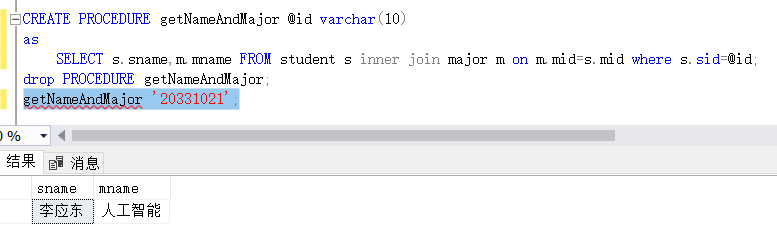 CREATE PROCEDURE getNameAndMajor @id varchar(10)
as
SELECT s.sname,m.mname FROM student s inner join major m on m.mid=s.mid where s.sid=@id;
drop PROCEDURE getNameAndMajor;
getNameAndMajor '20331021';
0 %
结果 消息
sname mname
李应东 人工智能